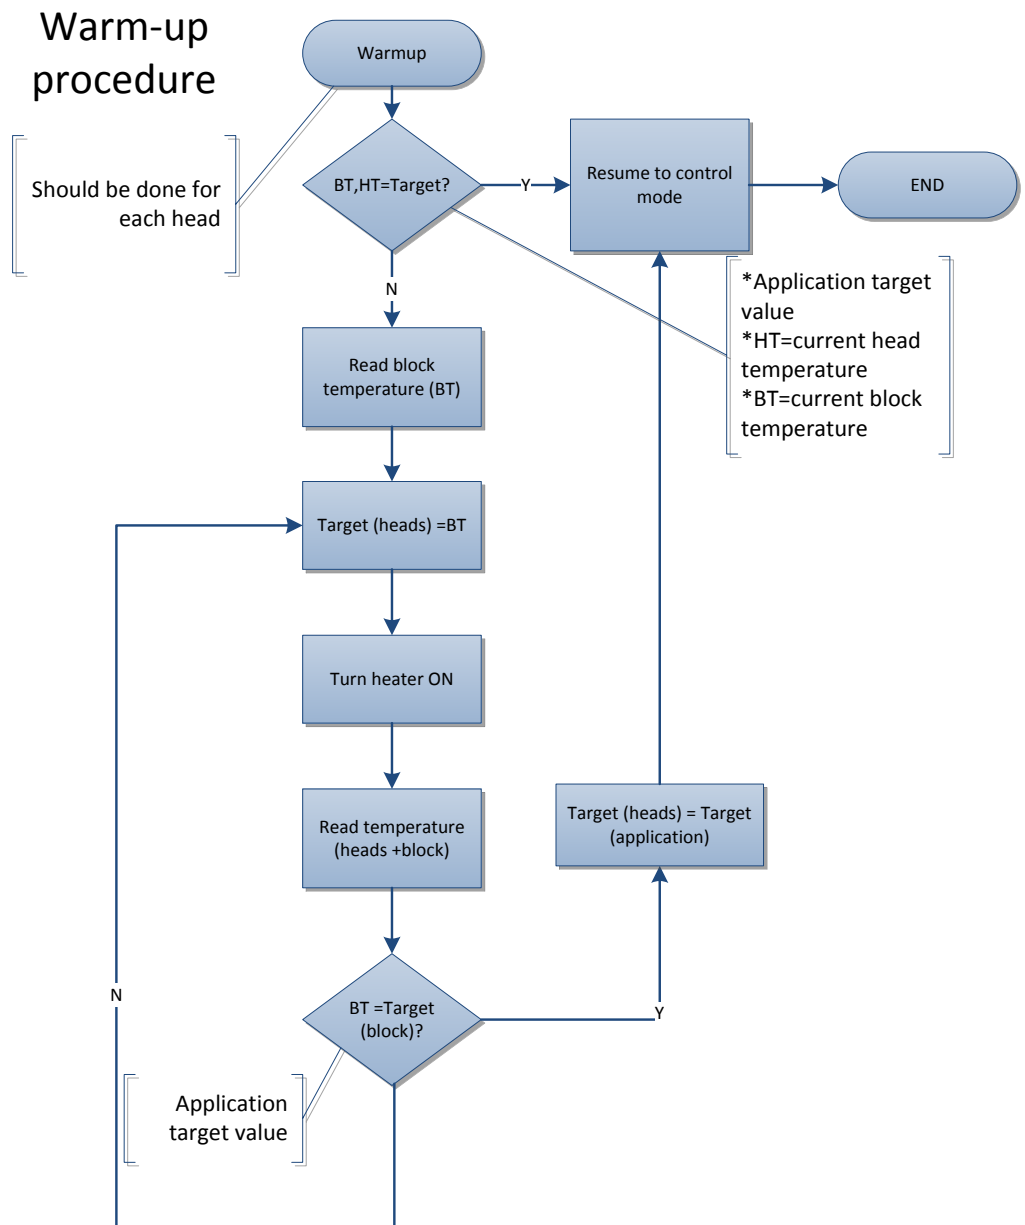 Warm-up
procedure
Warmup
Should be done for
each head
BT,HT=Target?
Y
Resume to control
mode
END
N
*Application target
value
*HT=current head
temperature
*BT=current block
temperature
Read block
temperature (BT)
Target (heads) =BT
Turn heater ON
Read temperature
(heads +block)
Target (heads) = Target
(application)
N
BT =Target
(block)?
Y
Application
target value